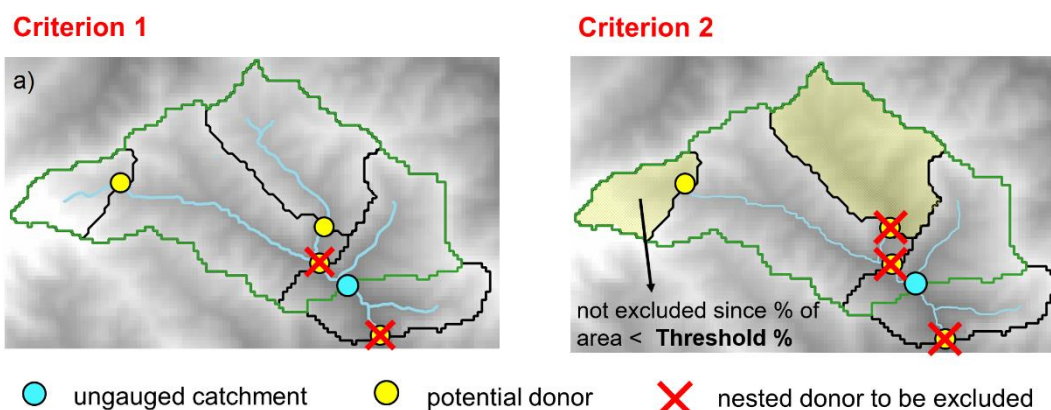 Criterion 1
Criterion 2
a)
not excluded since % of
area < Threshold %
ungauged catchment
potential donor
nested donor to be excluded